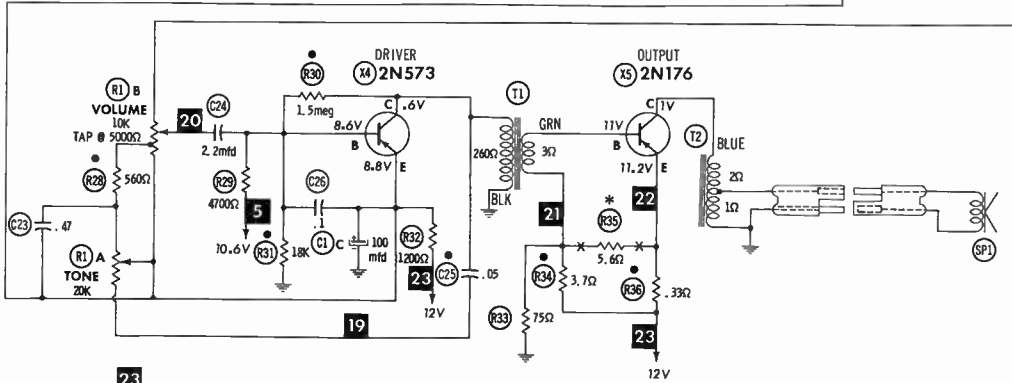 DRIVER
X4 2N573
OUTPUT
X5 2N176
R30
1.5meg
C
.6V
T1
C
1V
R1 B
VOLUME
10K
TAP @ 5000Ω
C24
20
2.2mfd
8.6V
B
8.8V
E
GRN
260Ω
3Ω
BLK
11V
B
11.2V
E
T2
BLUE
2Ω
1Ω
R28
560Ω
R29
4700Ω
C26
.1
5
10.6V
C23
.47
R31
18K
C1 C
100
mfd
R32
1200Ω
23
12V
C25
.05
21
22
*
R35
X
X
5.6Ω
SP1
R1 A
TONE
20K
R34
3.7Ω
R36
.33Ω
R33
75Ω
19
23
12V
23